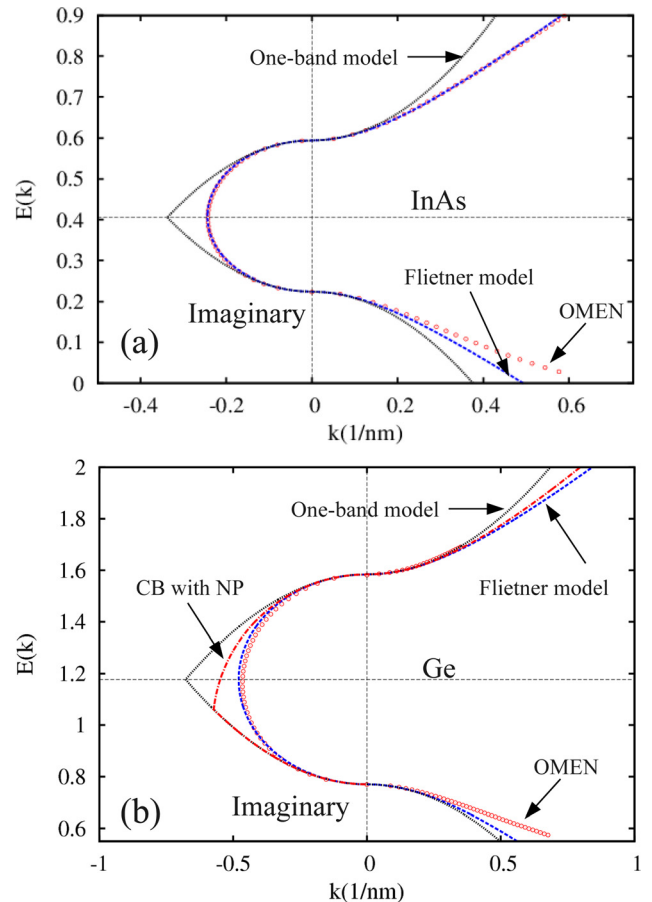 0.9
0.8
0.7
0.6
0.5
0.4
0.3
0.2
0.1
0
E(k)
One-band model
InAs
Flietner model
Imaginary
OMEN
(a)
-0.4
-0.2
0
0.2
0.4
0.6
k(1/nm)
2
1.8
1.6
1.4
1.2
1
0.8
0.6
E(k)
One-band model
CB with NP
Flietner model
Ge
OMEN
Imaginary
(b)
-1
-0.5
0
0.5
1
k(1/nm)